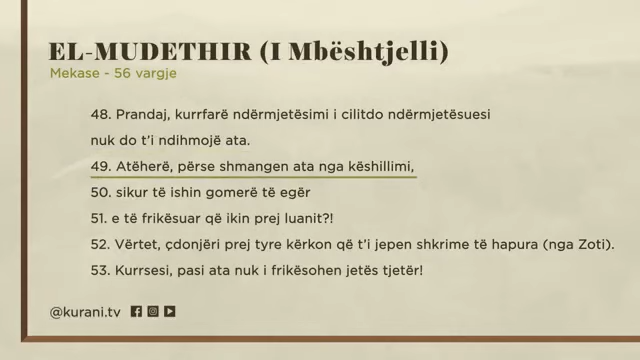 EL-MUDETHIR (I Mbështjelli)
Mekase - 56 vargje
48. Prandaj, kurrfarë ndërmjetësimi i cilitdo ndërmjetësuesi
nuk do t'i ndihmojë ata.
49. Atëherë, përse shmangen ata nga këshillimi,
50. sikur të ishin gomerë të egër
51. e të frikësuar që ikin prej luanit?!
52. Vërtet, çdonjëri prej tyre kërkon që t'i jepen shkrime të hapura (nga Zoti).
53. Kurrsesi, pasi ata nuk i frikësohen jetës tjetër!
@kurani.tv